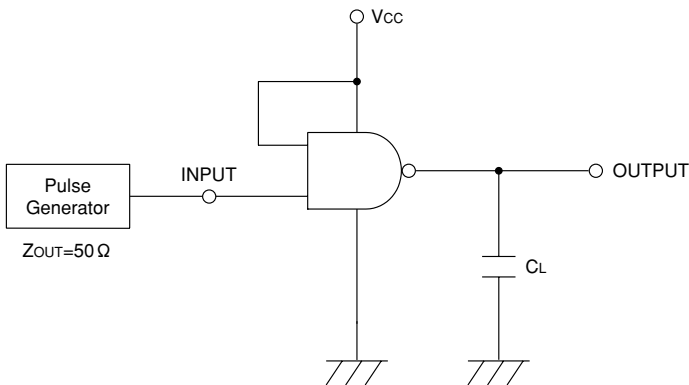 VCC
INPUT
Pulse
Generator
ZOUT=50Ω
OUTPUT
CL